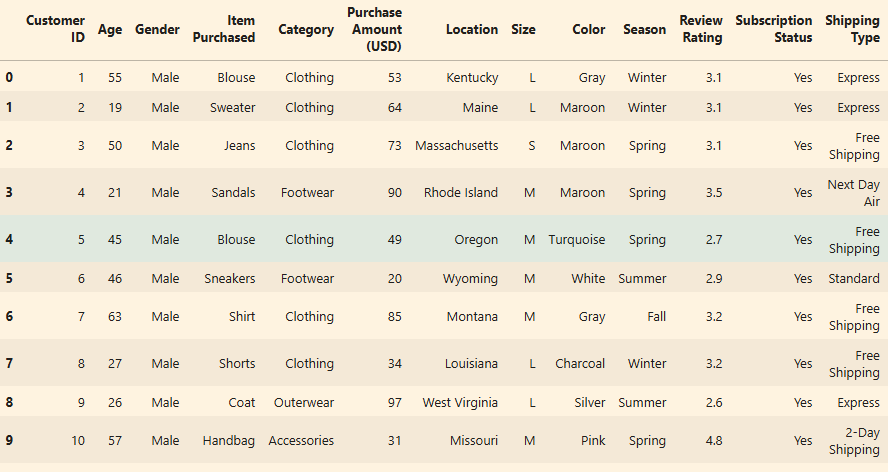 Customer ID Age Gender Item Purchased Category Purchase Amount (USD) Location Size Color Season Review Rating Subscription Status Shipping Type
0 1 55 Male Blouse Clothing 53 Kentucky L Gray Winter 3.1 Yes Express
1 2 19 Male Sweater Clothing 64 Maine L Maroon Winter 3.1 Yes Express
2 3 50 Male Jeans Clothing 73 Massachusetts S Maroon Spring 3.1 Yes Free Shipping
3 4 21 Male Sandals Footwear 90 Rhode Island M Maroon Spring 3.5 Yes Next Day Air
4 5 45 Male Blouse Clothing 49 Oregon M Turquoise Spring 2.7 Yes Free Shipping
5 6 46 Male Sneakers Footwear 20 Wyoming M White Summer 2.9 Yes Standard
6 7 63 Male Shirt Clothing 85 Montana M Gray Fall 3.2 Yes Free Shipping
7 8 27 Male Shorts Clothing 34 Louisiana L Charcoal Winter 3.2 Yes Free Shipping
8 9 26 Male Coat Outerwear 97 West Virginia L Silver Summer 2.6 Yes Express
9 10 57 Male Handbag Accessories 31 Missouri M Pink Spring 4.8 Yes 2-Day Shipping